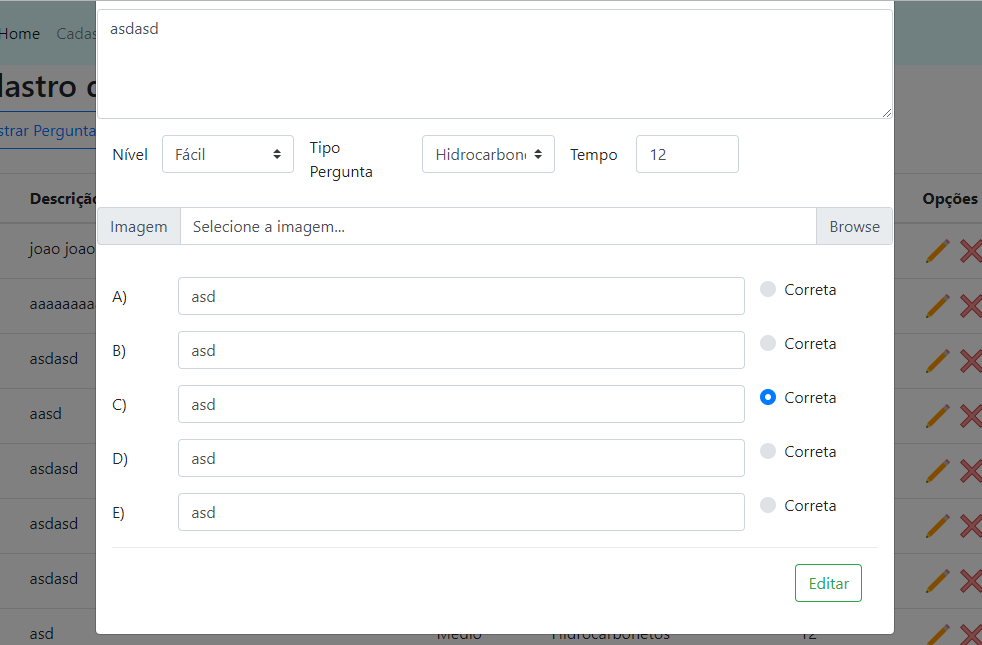 asdasd
Home Cadas
lastro d
strar Pergunta
Nível Fácil Tipo Pergunta Hidrocarbon Tempo 12
Descrição Opções
Imagem Selecione a imagem... Browse
joao joao
A) asd Correta
aaaaaaaa
B) asd Correta
asdasd
C) asd Correta
aasd
D) asd Correta
asdasd
E) asd Correta
asdasd
asdasd
Editar
asd Médio Hidrocarbonetos 12